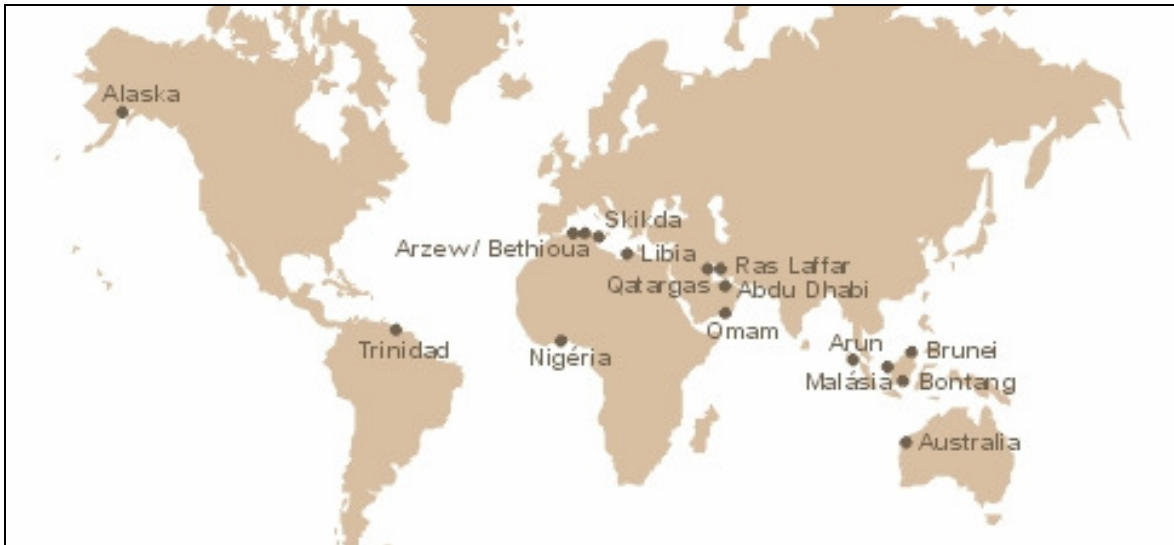 Alaska
Skikda
Arzew/ Bethioua
Libia
Ras Laffar
Qatargas
Abdu Dhabi
Omam
Trinidad
Nigéria
Arun
Brunei
Malásia
Bontang
Australia